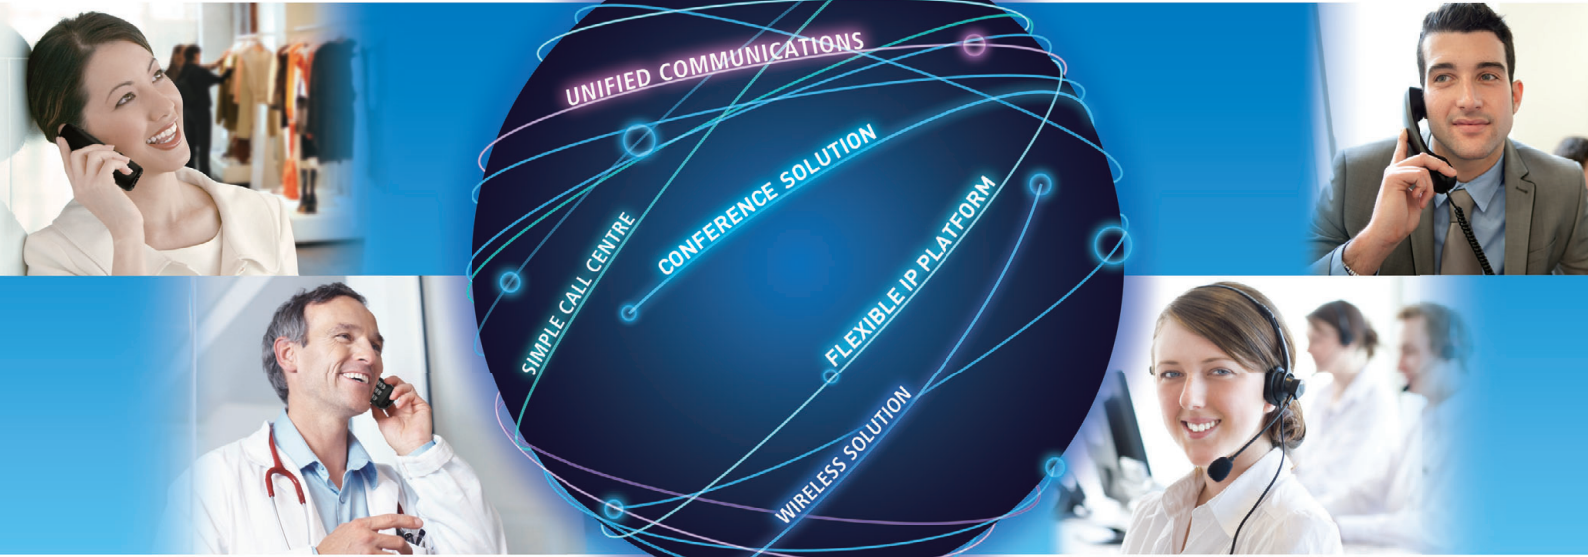 UNIFIED COMMUNICATIONS
CONFERENCE SOLUTION
SIMPLE CALL CENTRE
FLEXIBLE IP PLATFORM
WIRELESS SOLUTION